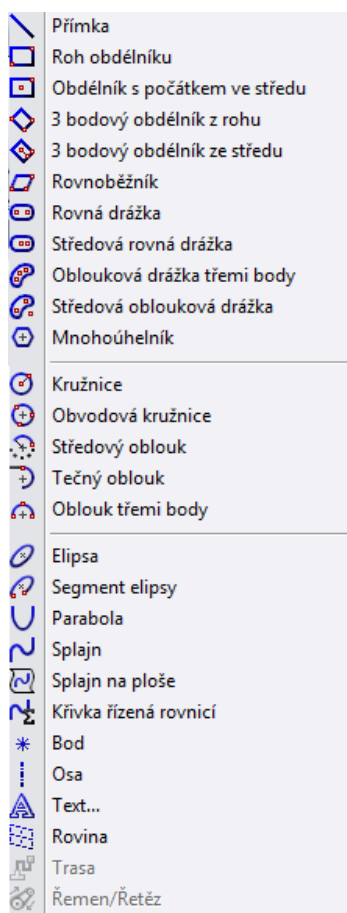 Přímka
Roh obdélníku
Obdélník s počátkem ve středu
3 bodový obdélník z rohu
3 bodový obdélník ze středu
Rovnoběžník
Rovná drážka
Středová rovná drážka
Oblouková drážka třemi body
Středová oblouková drážka
Mnohoúhelník
Kružnice
Obvodová kružnice
Středový oblouk
Tečný oblouk
Oblouk třemi body
Elipsa
Segment elipsy
Parabola
Splajn
Splajn na ploše
Křivka řízená rovnicí
Bod
Osa
Text...
Rovina
Trasa
Řemen/Řetěz